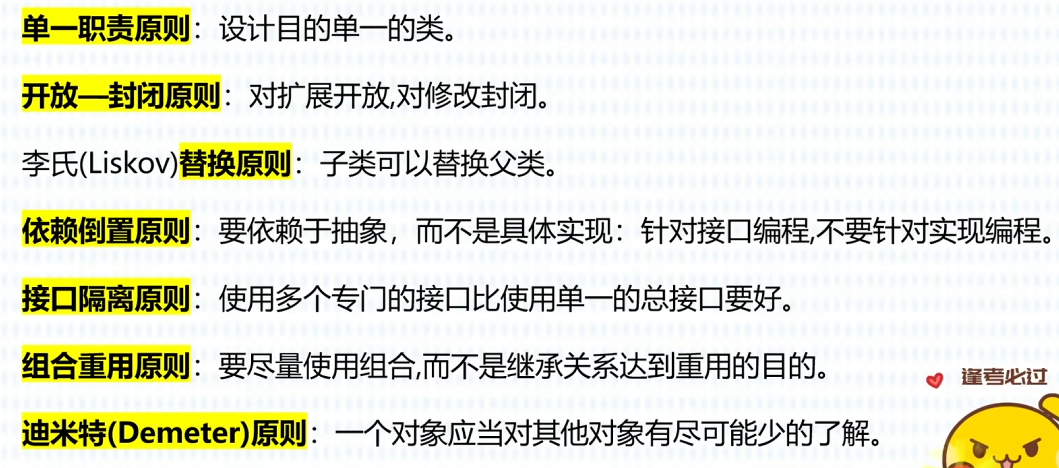 单一职责原则：设计目的单一的类。
开放—封闭原则：对扩展开放,对修改封闭。
李氏(Liskov)替换原则：子类可以替换父类。
依赖倒置原则：要依赖于抽象，而不是具体实现：针对接口编程,不要针对实现编程。
接口隔离原则：使用多个专门的接口比使用单一的总接口要好。
组合重用原则：要尽量使用组合,而不是继承关系达到重用的目的。
逢考必过
迪米特(Demeter)原则：一个对象应当对其他对象有尽可能少的了解。